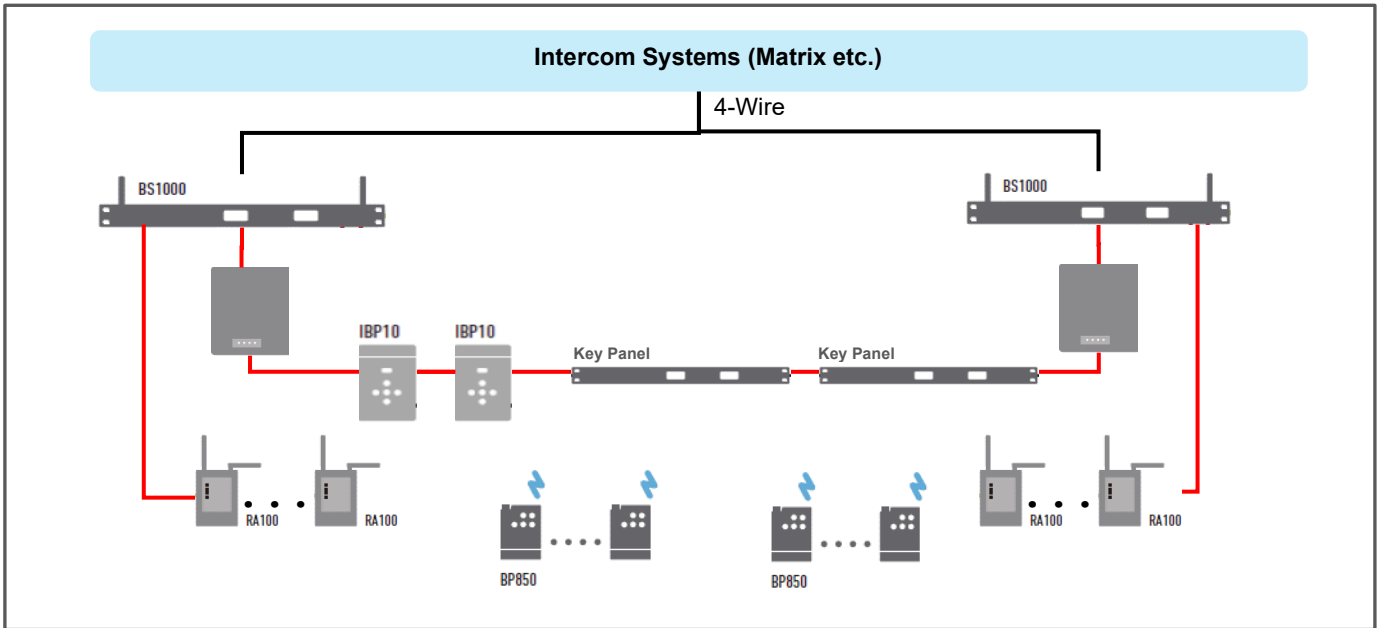 Intercom Systems (Matrix etc.)
4-Wire
BS1000
BS1000
IBP10
IBP10
Key Panel
Key Panel
RA100
RA100
RA100
RA100
BP850
BP850